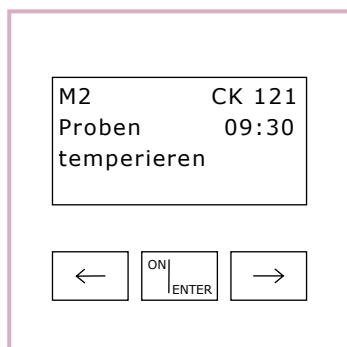 M2 CK 121
Proben 09:30
temperieren
← ON ENTER →